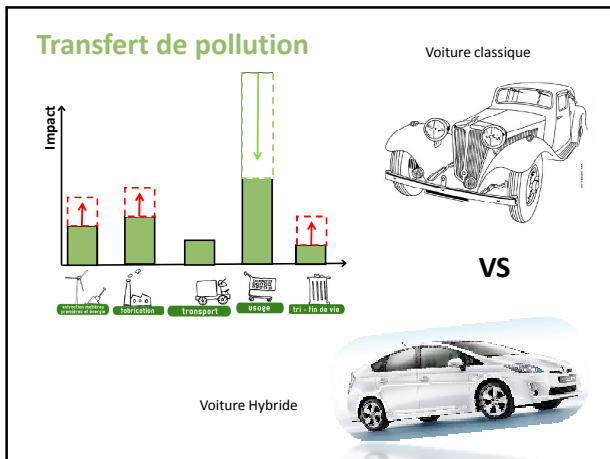 Transfert de pollution
Voiture classique
Impact
VS
extraction matières
premières et énergie
fabrication
transport
usage
tri - fin de vie
Voiture Hybride